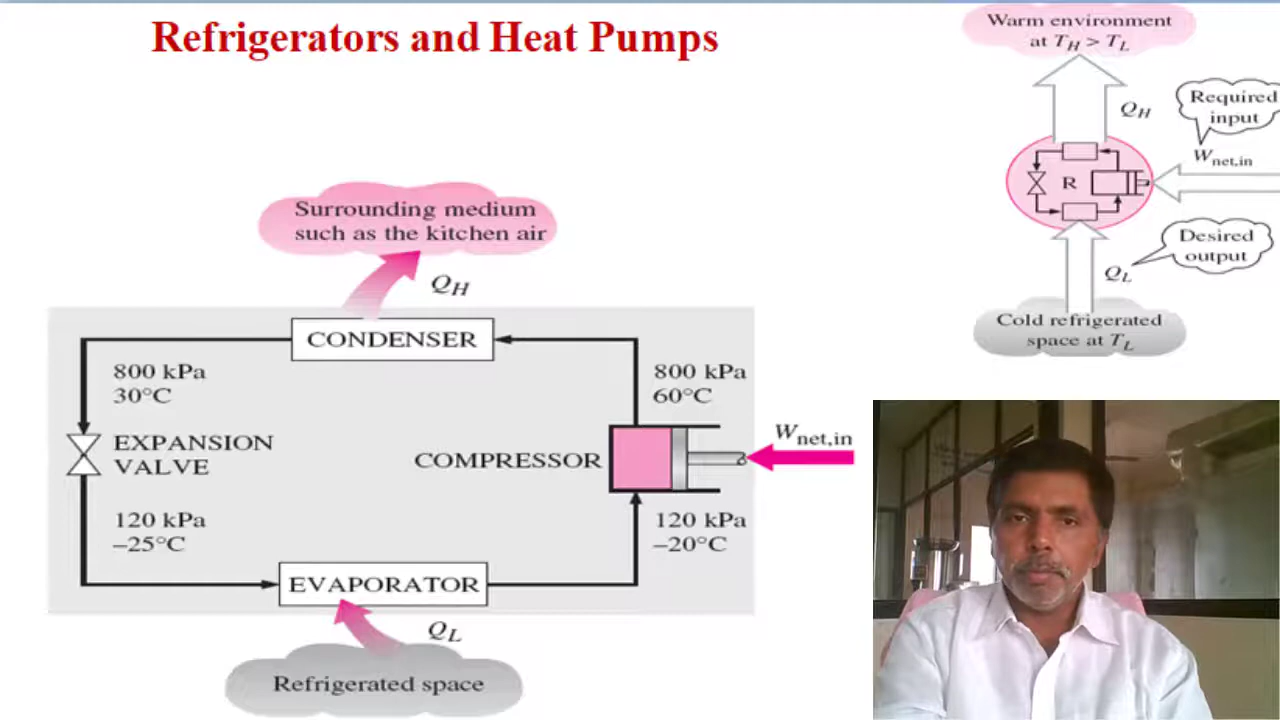 Refrigerators and Heat Pumps
Warm environment
at T_H > T_L
Q_H
Required
input
W_net,in
R
Desired
output
Q_L
Cold refrigerated
space at T_L
Surrounding medium
such as the kitchen air
Q_H
CONDENSER
800 kPa
30°C
800 kPa
60°C
EXPANSION
VALVE
COMPRESSOR
W_net,in
120 kPa
–25°C
120 kPa
–20°C
EVAPORATOR
Q_L
Refrigerated space